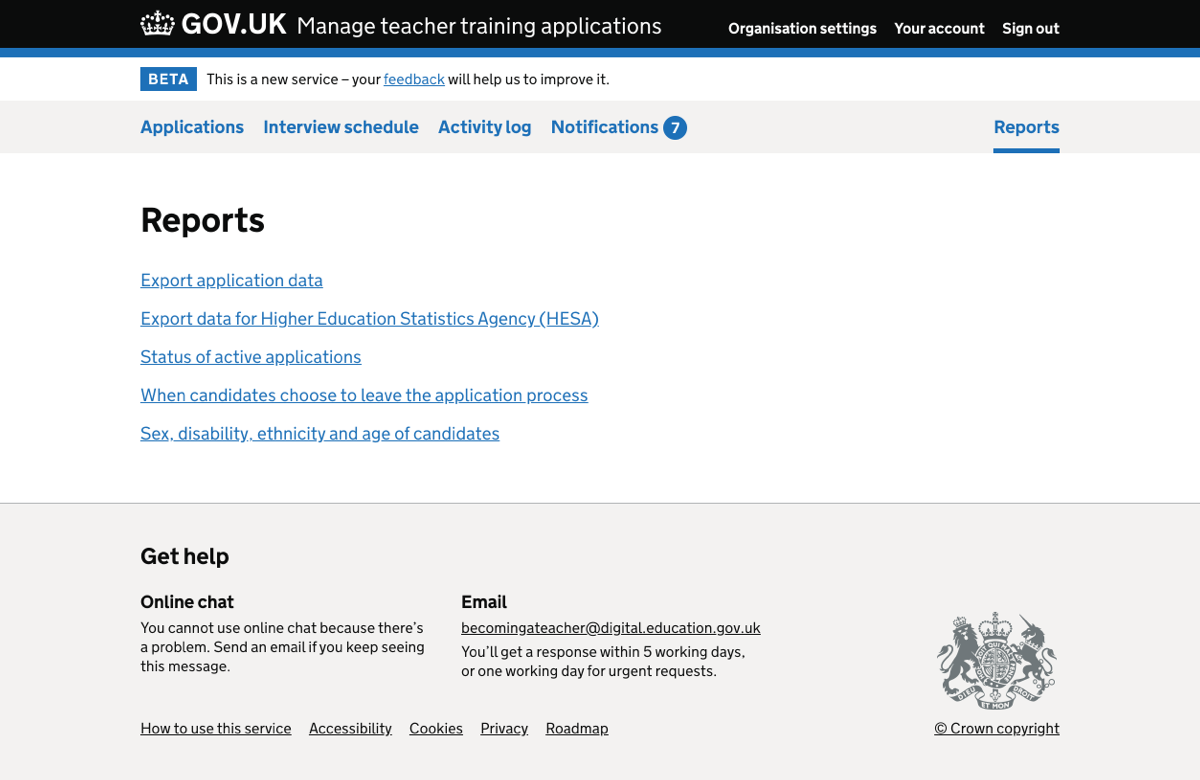 GOV.UK Manage teacher training applications
Organisation settings Your account Sign out
BETA This is a new service – your feedback will help us to improve it.
Applications Interview schedule Activity log Notifications 7 Reports
Reports
Export application data
Export data for Higher Education Statistics Agency (HESA)
Status of active applications
When candidates choose to leave the application process
Sex, disability, ethnicity and age of candidates
Get help
Online chat
You cannot use online chat because there’s
a problem. Send an email if you keep seeing
this message.
Email
becomingateacher@digital.education.gov.uk
You’ll get a response within 5 working days,
or one working day for urgent requests.
How to use this service Accessibility Cookies Privacy Roadmap
DIEU ET MON DROIT
© Crown copyright